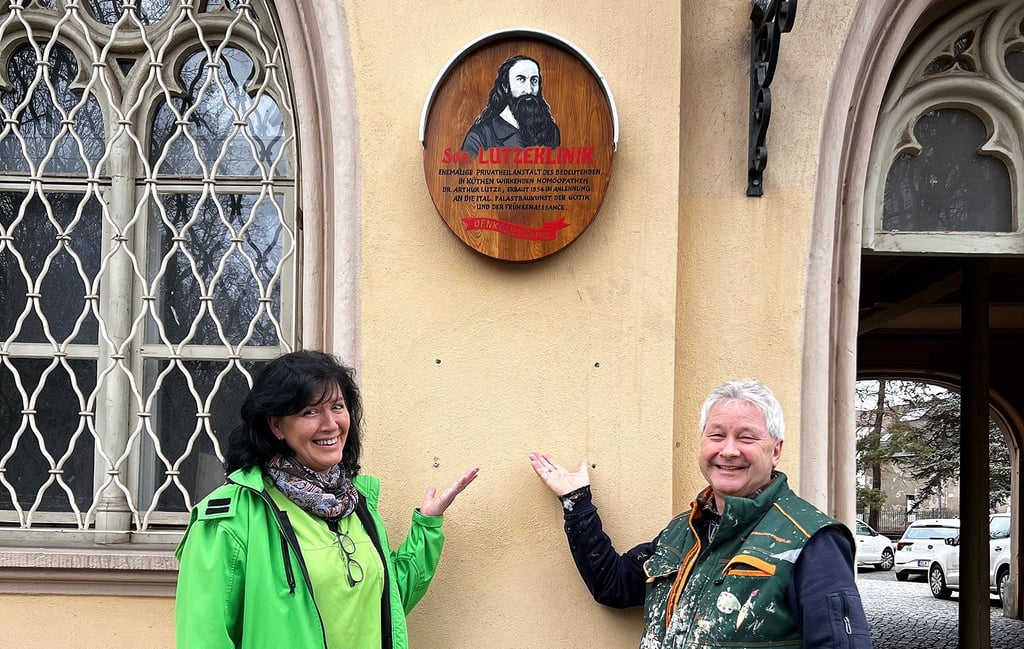 Sog. LUTZEKLINIK
EHEMALIGE PRIVATHEILANSTALT DES BEDEUTENDEN,
IN KÖTHEN WIRKENDEN HOMÖOPATHEN
DR. ARTHUR LUTZE, ERBAUT 1854 IN ANLEHNUNG
AN DIE ITAL. PALASTBAUKUNST DER GOTIK
UND DER FRÜHRENAISSANCE.